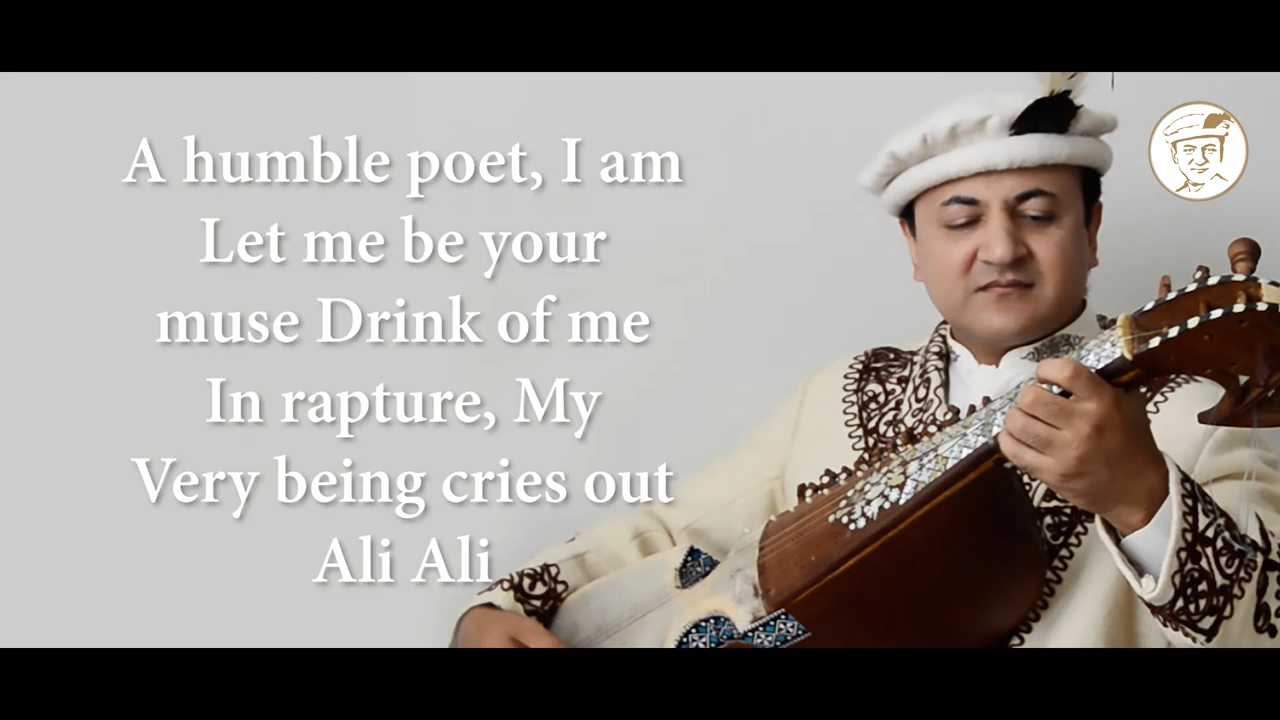 A humble poet, I am
Let me be your
muse Drink of me
In rapture, My
Very being cries out
Ali Ali